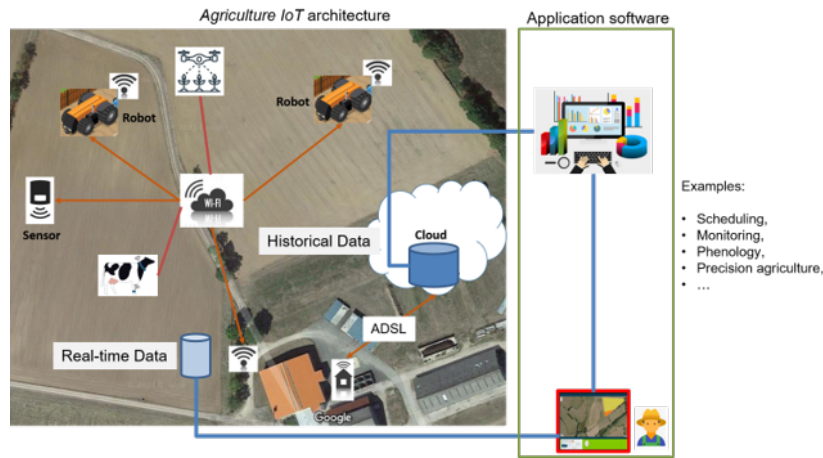 Agriculture IoT architecture
Application software
Robot
Robot
WI-FI
Sensor
Historical Data
Cloud
ADSL
Real-time Data
Google
Examples:
• Scheduling,
• Monitoring,
• Phenology,
• Precision agriculture,
• ...